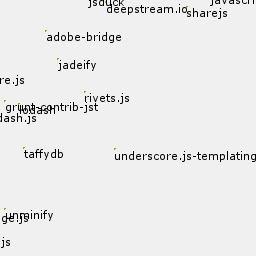 jsduck
deepstream.io
sharejs
adobe-bridge
jadeify
re.js
rivets.js
grunt-contrib-jst
lodash
dash.js
taffydb
underscore.js-templating
unminify
ge.js
js